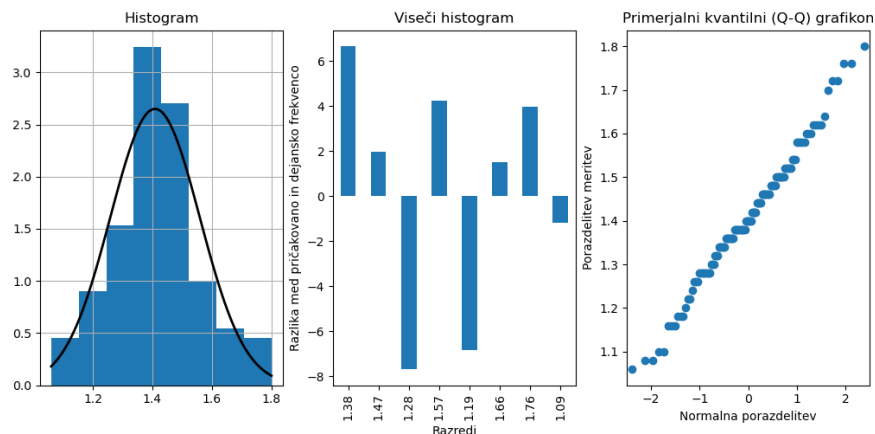 Histogram
3.0
2.5
2.0
1.5
1.0
0.5
0.0
1.2 1.4 1.6 1.8
Viseči histogram
Razlika med pričakovano in dejansko frekvenco
6
4
2
0
−2
−4
−6
−8
1.38 1.47 1.28 1.57 1.19 1.66 1.76 1.09
Razredi
Primerjalni kvantilni (Q-Q) grafikon
Porazdelitev meritev
1.8
1.7
1.6
1.5
1.4
1.3
1.2
1.1
−2 −1 0 1 2
Normalna porazdelitev